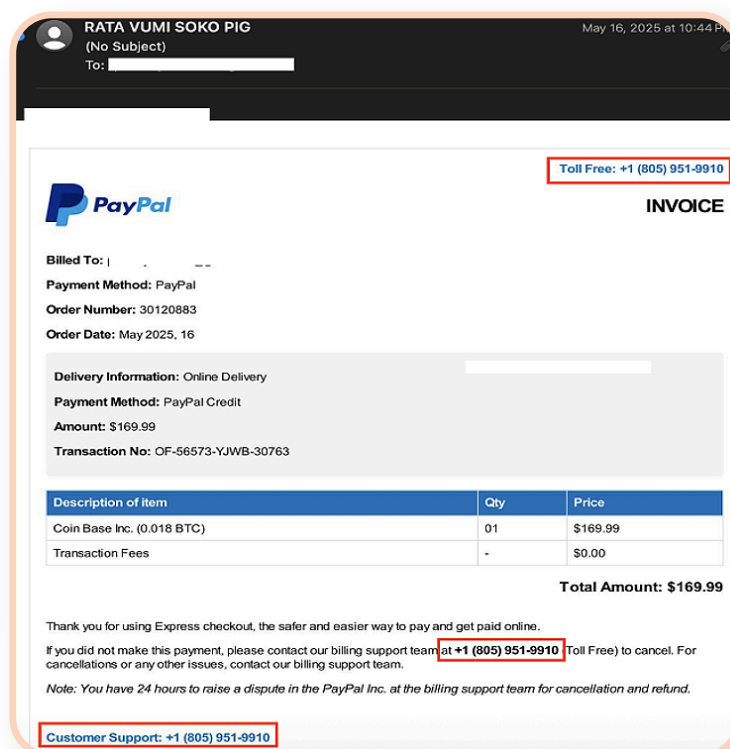 RATA VUMI SOKO PIG
May 16, 2025 at 10:44 PM
(No Subject)
To:
Toll Free: +1 (805) 951-9910
PayPal
INVOICE
Billed To:
Payment Method: PayPal
Order Number: 30120883
Order Date: May 2025, 16
Delivery Information: Online Delivery
Payment Method: PayPal Credit
Amount: $169.99
Transaction No: OF-56573-YJWB-30763
Description of item Qty Price
Coin Base Inc. (0.018 BTC) 01 $169.99
Transaction Fees - $0.00
Total Amount: $169.99
Thank you for using Express checkout, the safer and easier way to pay and get paid online.
If you did not make this payment, please contact our billing support team at +1 (805) 951-9910 (Toll Free) to cancel. For
cancellations or any other issues, contact our billing support team.
Note: You have 24 hours to raise a dispute in the PayPal Inc. at the billing support team for cancellation and refund.
Customer Support: +1 (805) 951-9910